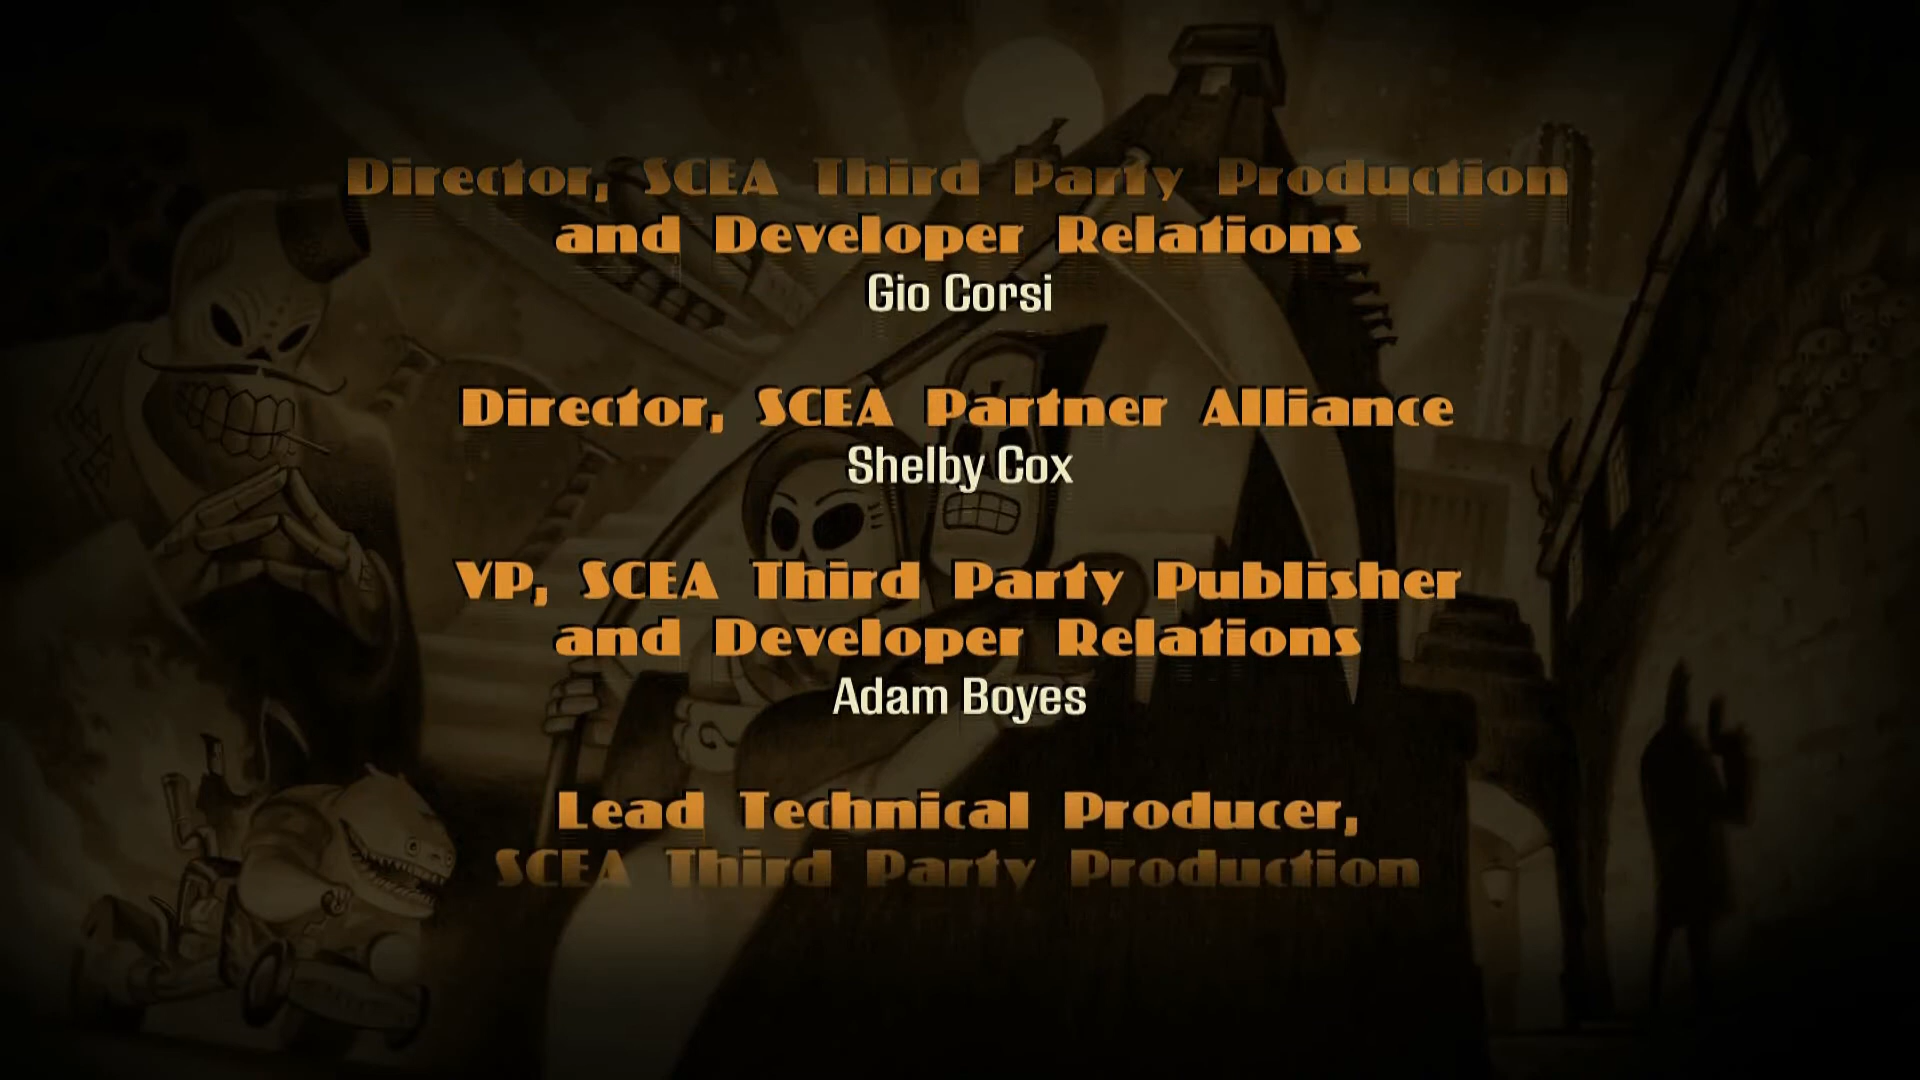 Director, SCEA Third Party Production
and Developer Relations
Gio Corsi
Director, SCEA Partner Alliance
Shelby Cox
VP, SCEA Third Party Publisher
and Developer Relations
Adam Boyes
Lead Technical Producer,
SCEA Third Party Production